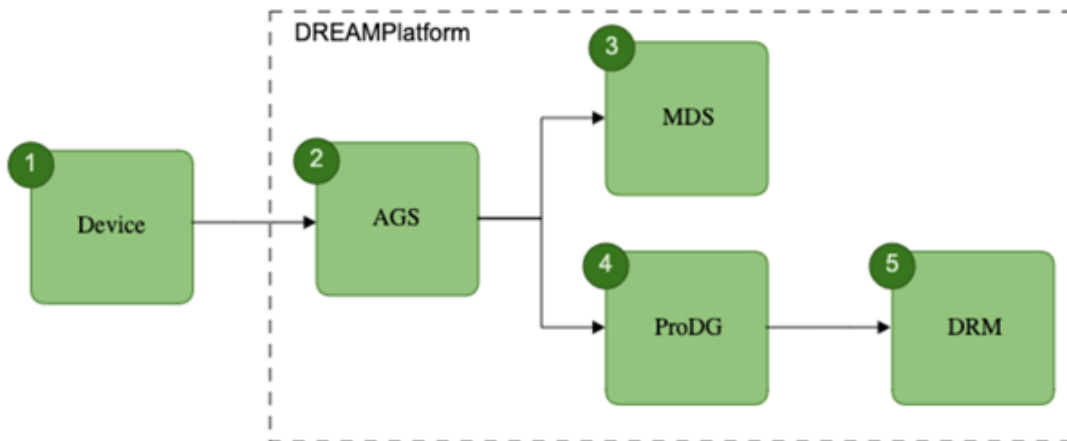 DREAMPlatform
1
Device
2
AGS
3
MDS
4
ProDG
5
DRM